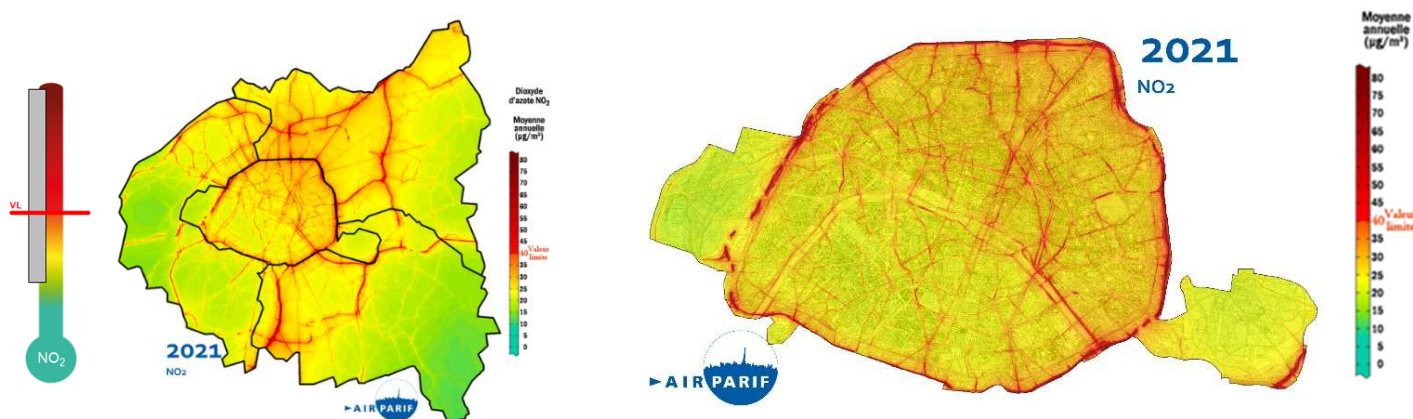 VL
NO₂
2021
NO2
AIRPARIF
Dioxyde
d'azote NO₂
Moyenne
annuelle
(µg/m³)
80
75
70
65
60
55
50
45
40 Valeur
limite
35
30
25
20
15
10
5
0
2021
NO2
AIRPARIF
Moyenne
annuelle
(µg/m³)
80
75
70
65
60
55
50
45
40 Valeur
limite
35
30
25
20
15
10
5
0